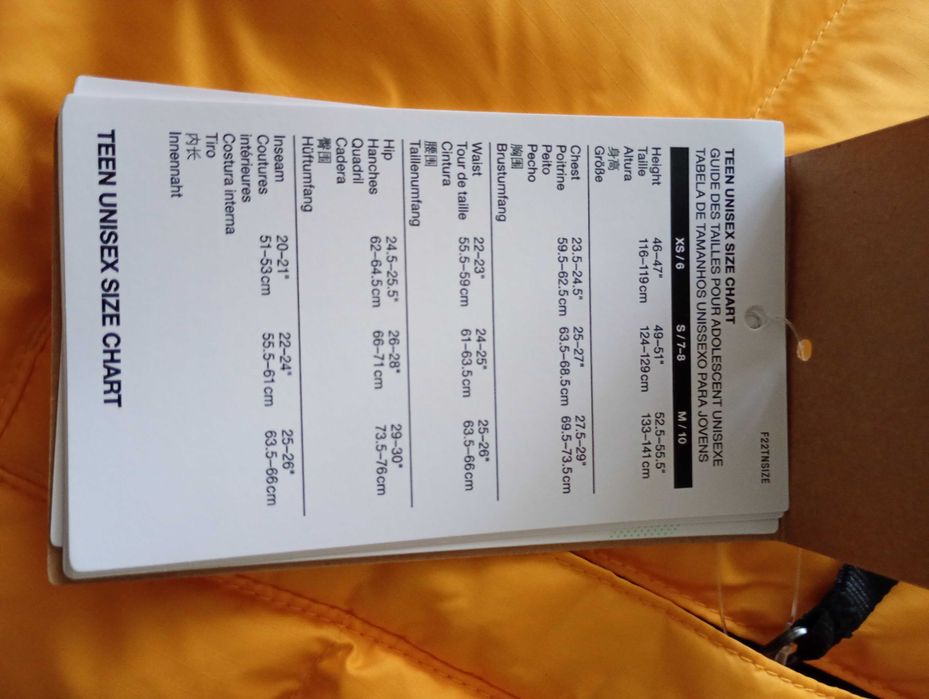 F22TNSIZE
TEEN UNISEX SIZE CHART
GUIDE DES TAILLES POUR ADOLESCENT UNISEXE
TABELA DE TAMANHOS UNISSEXO PARA JOVENS
XS / 6 S / 7–8 M / 10
Height 46–47" 49–51" 52.5–55.5"
Taille 116–119cm 124–129cm 133–141cm
Altura
身高
Größe
Chest 23.5–24.5" 25–27" 27.5–29"
Poitrine 59.5–62.5cm 63.5–68.5cm 69.5–73.5cm
Peito
Pecho
胸围
Brustumfang
Waist 22–23" 24–25" 25–26"
Tour de taille 55.5–59cm 61–63.5cm 63.5–66cm
Cintura
腰围
Taillenumfang
Hip 24.5–25.5" 26–28" 29–30"
Hanches 62–64.5cm 66–71cm 73.5–76cm
Quadril
Cadera
臀围
Hüftumfang
Inseam 20–21" 22–24" 25–26"
Coutures 51–53cm 55.5–61cm 63.5–66cm
intérieures
Costura interna
Tiro
内长
Innennaht
TEEN UNISEX SIZE CHART